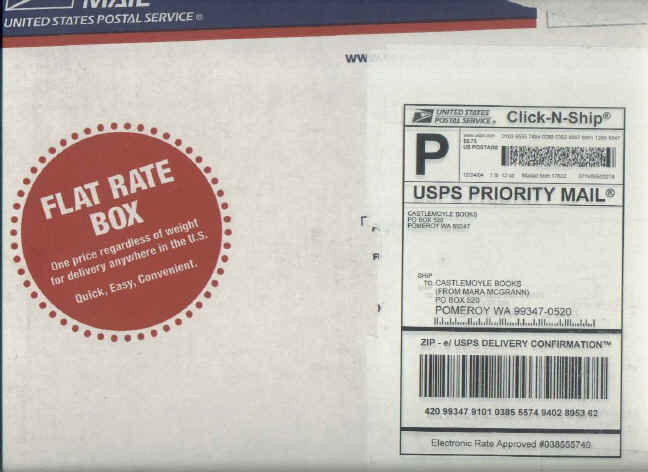 MAIL
UNITED STATES POSTAL SERVICE ®
FLAT RATE
BOX
One price regardless of weight
for delivery anywhere in the U.S.
Quick, Easy, Convenient.
UNITED STATES
POSTAL SERVICE®
Click-N-Ship®
P
US POSTAGE
USPS PRIORITY MAIL®
CASTLEMOYLE BOOKS
PO BOX 520
POMEROY WA 99347
SHIP
TO: CASTLEMOYLE BOOKS
(FROM MARA MCGRANN)
PO BOX 520
POMEROY WA 99347-0520
ZIP - e/ USPS DELIVERY CONFIRMATION™
420 99347 9101 0385 5574 9402 8953 62
Electronic Rate Approved #038555749